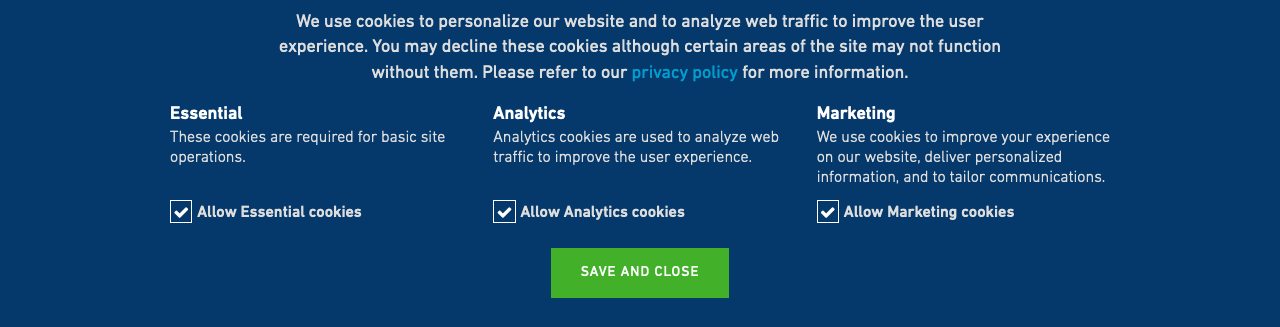 We use cookies to personalize our website and to analyze web traffic to improve the user
experience. You may decline these cookies although certain areas of the site may not function
without them. Please refer to our privacy policy for more information.
Essential
These cookies are required for basic site
operations.
Allow Essential cookies
Analytics
Analytics cookies are used to analyze web
traffic to improve the user experience.
Allow Analytics cookies
Marketing
We use cookies to improve your experience
on our website, deliver personalized
information, and to tailor communications.
Allow Marketing cookies
SAVE AND CLOSE